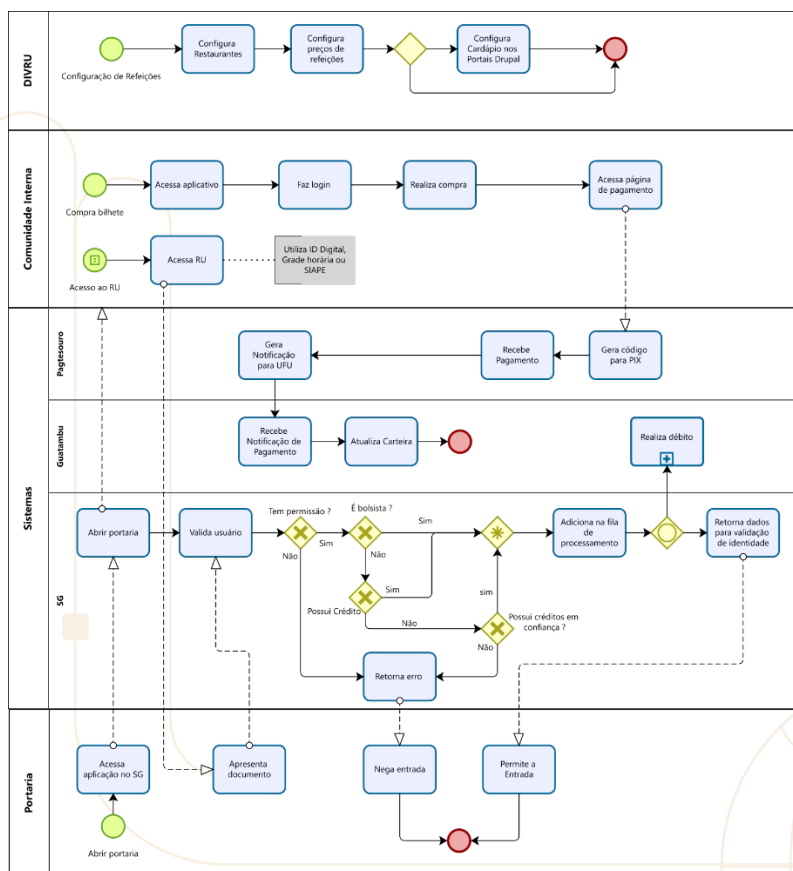 DIVRU
Configuração de Refeições
Configura
Restaurantes
Configura
preços de
refeições
Configura
Cardápio nos
Portais Drupal
Comunidade Interna
Compra bilhete
Acessa aplicativo
Faz login
Realiza compra
Acessa página
de pagamento
Acesso ao RU
Acessa RU
Utiliza ID Digital,
Grade horária ou
SIAPE
Sistemas
Pagtesouro
Gera
Notificação
para UFU
Recebe
Pagamento
Gera código
para PIX
Guatambu
Recebe
Notificação de
Pagamento
Atualiza Carteira
Realiza débito
SG
Abrir portaria
Valida usuário
Tem permissão ?
Sim
Não
É bolsista ?
Sim
Não
Possui Crédito
Sim
Não
sim
Possui créditos em
confiança ?
Não
Adiciona na fila
de
processamento
Retorna dados
para validação
de identidade
Retorna erro
Portaria
Acessa
aplicação no SG
Apresenta
documento
Nega entrada
Permite a
Entrada
Abrir portaria